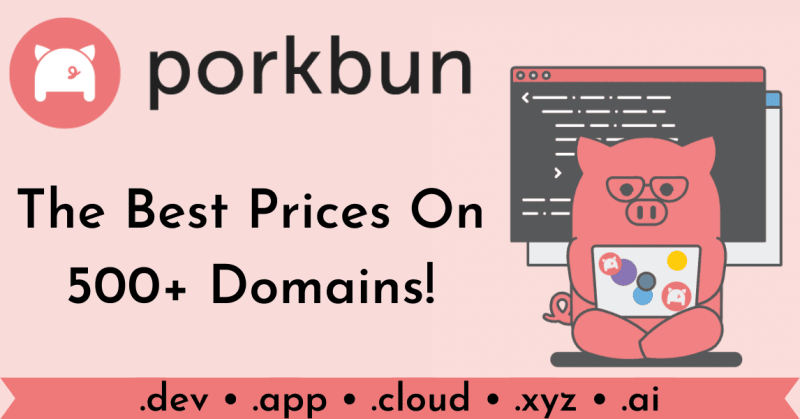 porkbun
The Best Prices On
500+ Domains!
.dev • .app • .cloud • .xyz • .ai